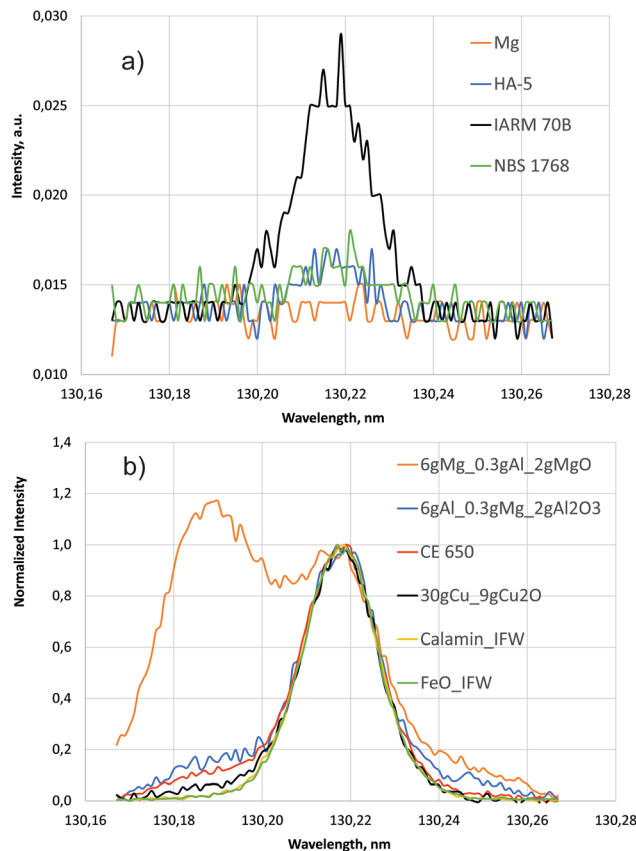 0,030
0,025
0,020
0,015
0,010
Intensity, a.u.
a)
Mg
HA-5
IARM 70B
NBS 1768
130,16 130,18 130,20 130,22 130,24 130,26 130,28
Wavelength, nm
1,4
1,2
1,0
0,8
0,6
0,4
0,2
0,0
Normalized Intensity
b)
6gMg_0.3gAl_2gMgO
6gAl_0.3gMg_2gAl2O3
CE 650
30gCu_9gCu2O
Calamin_IFW
FeO_IFW
130,16 130,18 130,20 130,22 130,24 130,26 130,28
Wavelength, nm